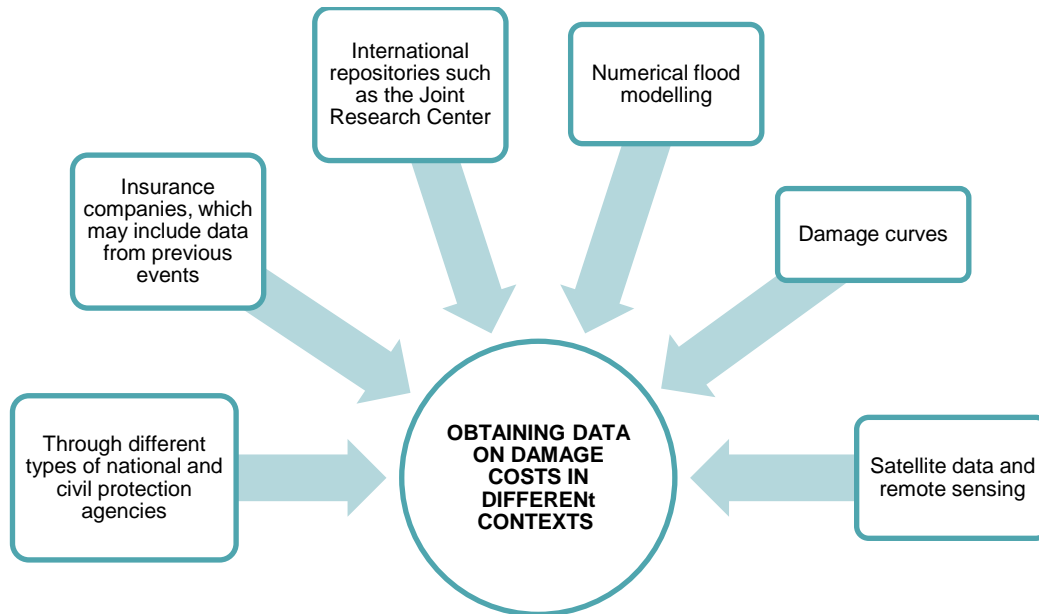 International
repositories such
as the Joint
Research Center
Numerical flood
modelling
Insurance
companies, which
may include data
from previous
events
Damage curves
Through different
types of national and
civil protection
agencies
OBTAINING DATA
ON DAMAGE
COSTS IN
DIFFERENt
CONTEXTS
Satellite data and
remote sensing